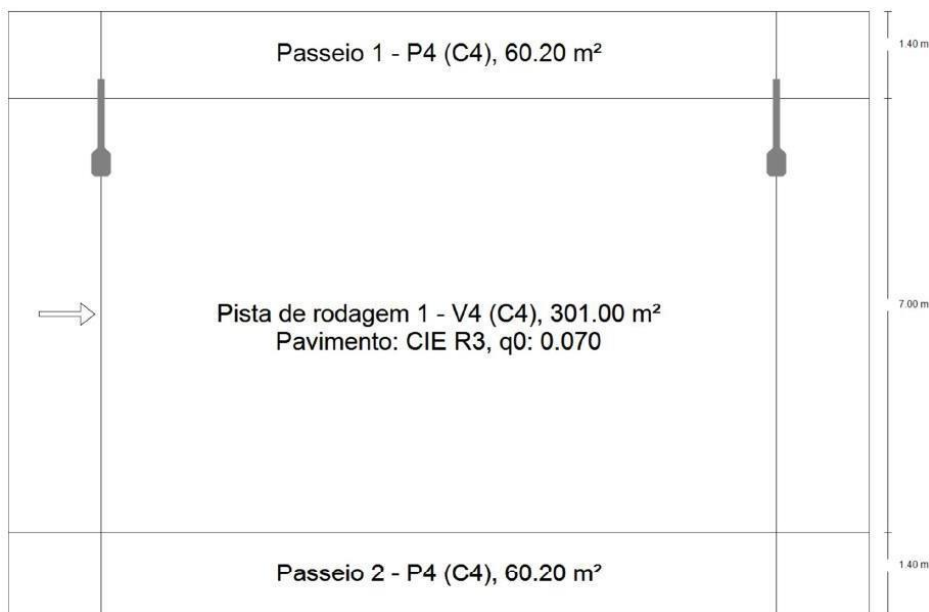 Passeio 1 - P4 (C4), 60.20 m²
1.40 m
Pista de rodagem 1 - V4 (C4), 301.00 m²
Pavimento: CIE R3, q0: 0.070
7.00 m
Passeio 2 - P4 (C4), 60.20 m²
1.40 m